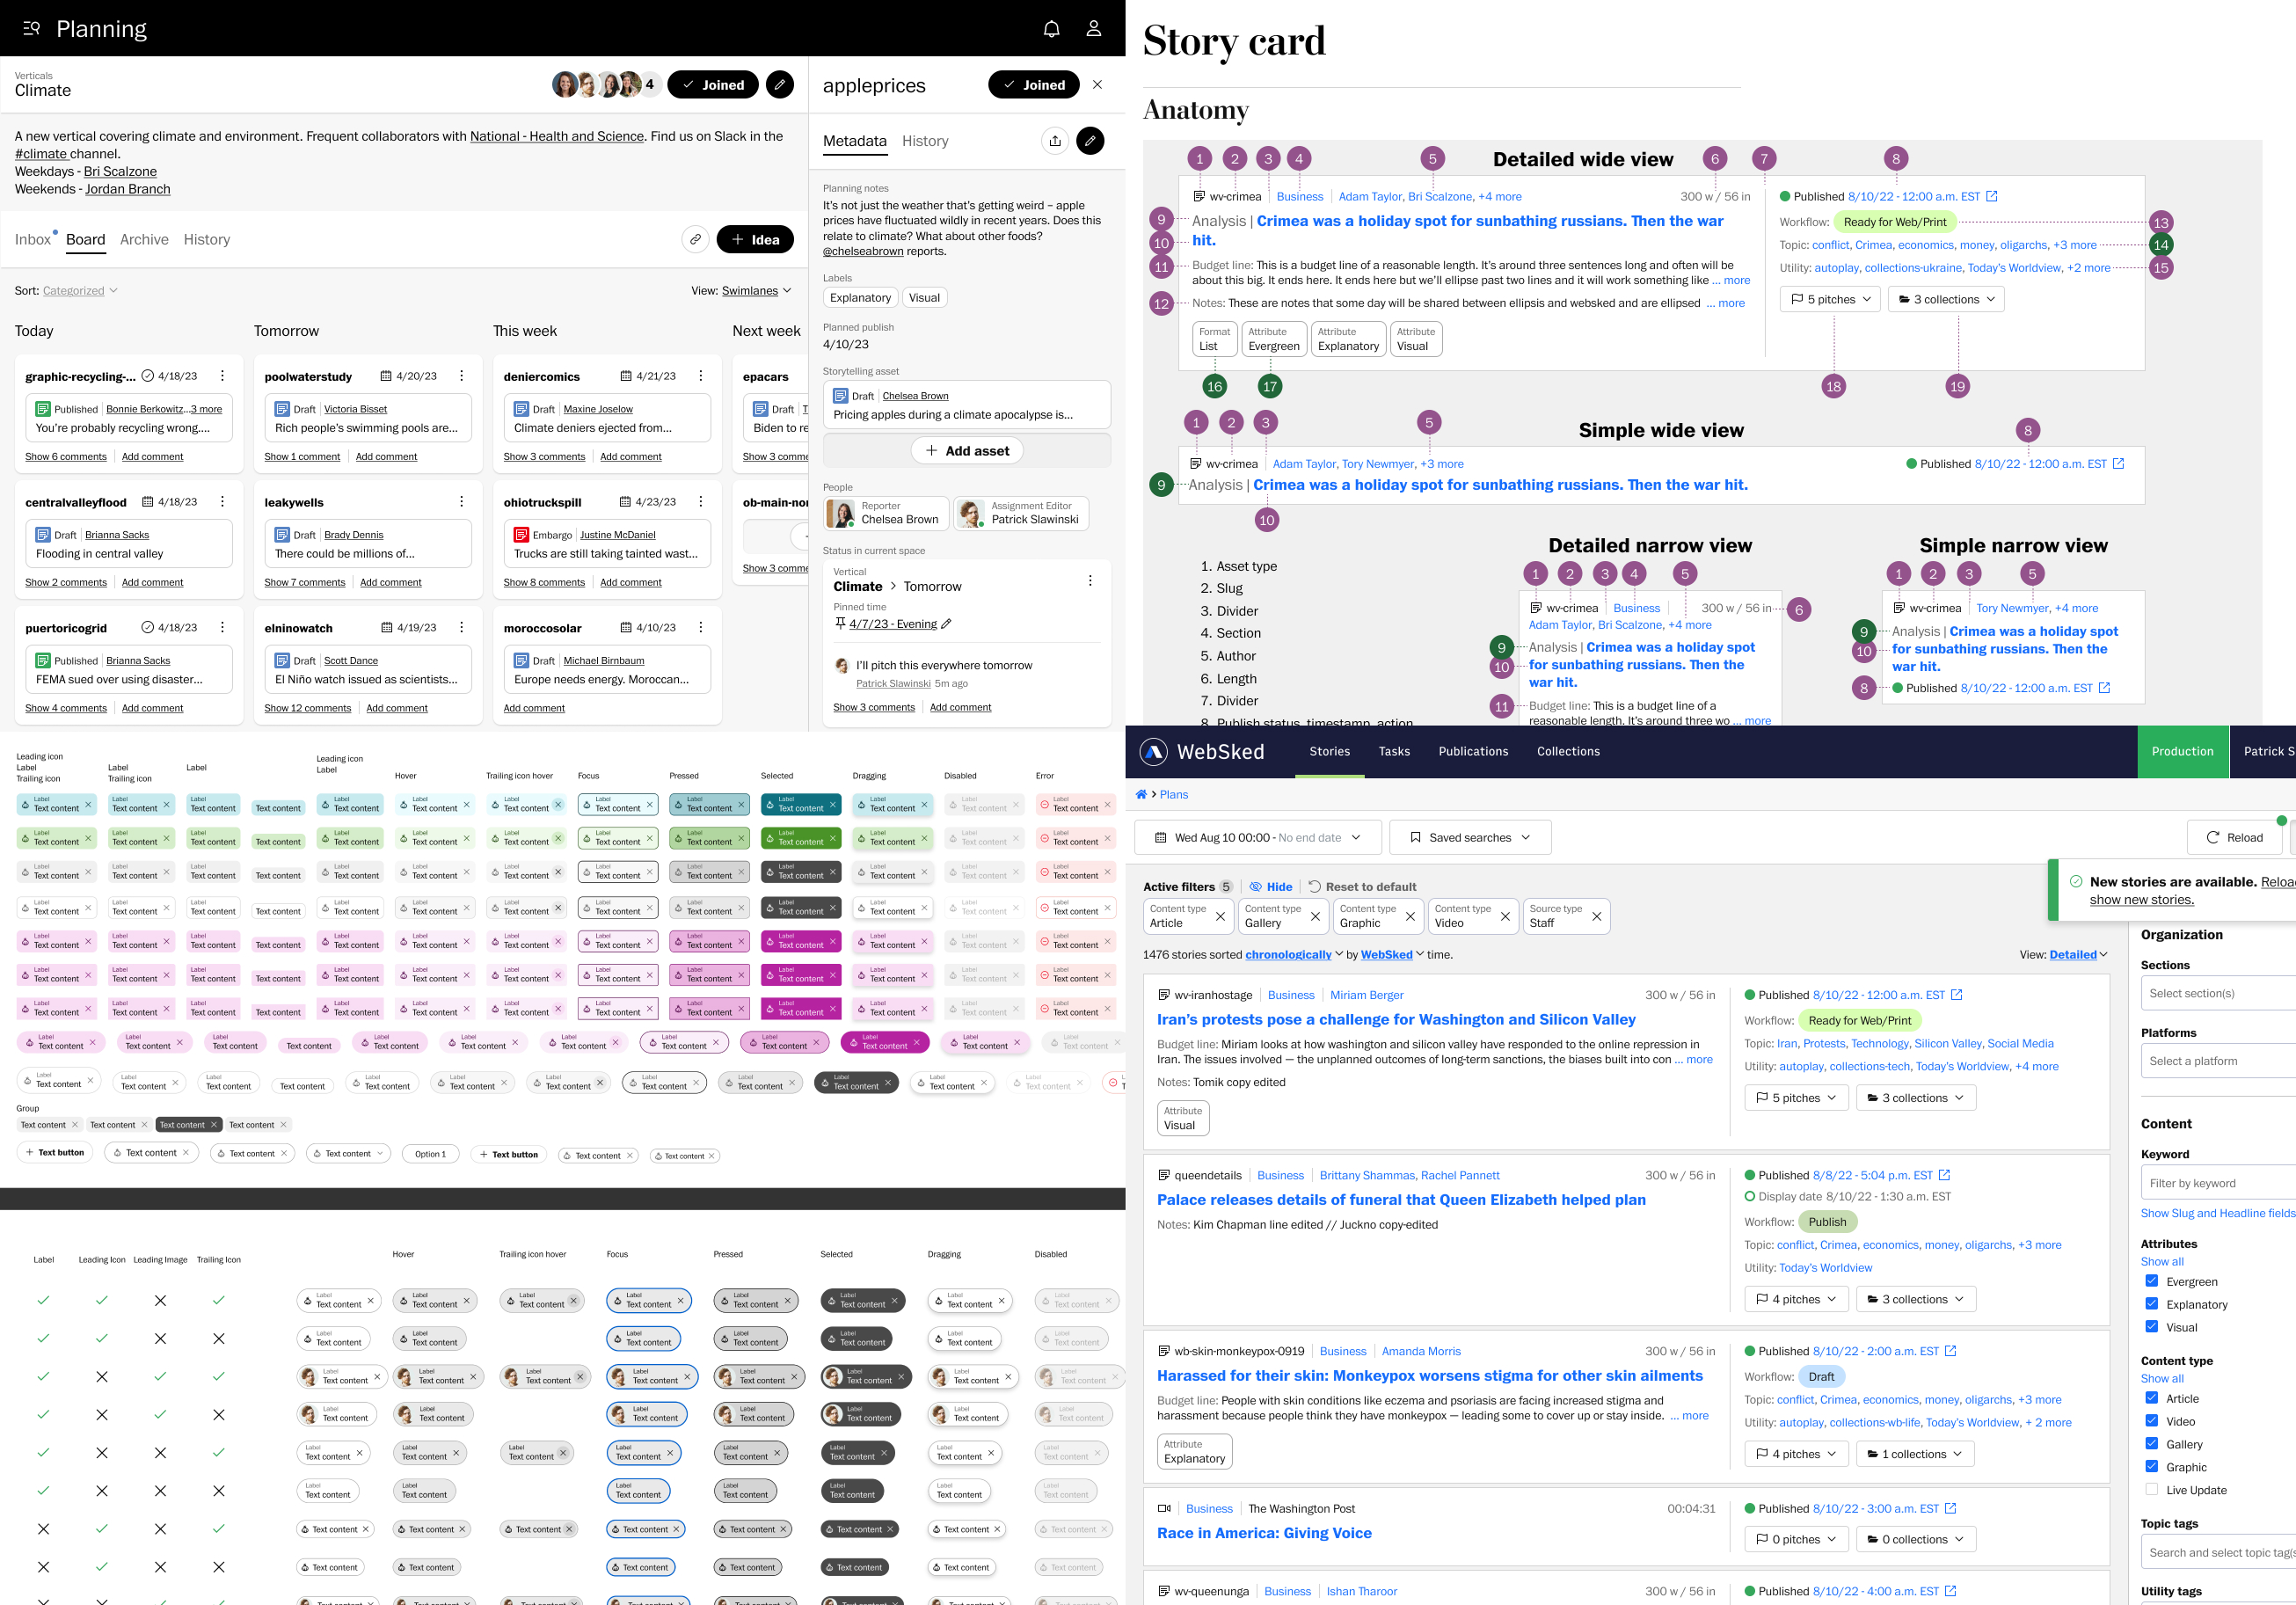 Planning
Verticals
Climate
4
Joined
A new vertical covering climate and environment. Frequent collaborators with National - Health and Science. Find us on Slack in the
#climate channel.
Weekdays - Bri Scalzone
Weekends - Jordan Branch
Inbox Board Archive History
Idea
Sort: Categorized
View: Swimlanes
Today
Tomorrow
This week
Next week
graphic-recycling-... 4/18/23
Published Bonnie Berkowitz...3 more
You're probably recycling wrong....
Show 6 comments Add comment
centralvalleyflood 4/18/23
Draft Brianna Sacks
Flooding in central valley
Show 2 comments Add comment
puertoricogrid 4/18/23
Published Brianna Sacks
FEMA sued over using disaster...
Show 4 comments Add comment
poolwaterstudy 4/20/23
Draft Victoria Bisset
Rich people's swimming pools are...
Show 1 comment Add comment
leakywells
Draft Brady Dennis
There could be millions of...
Show 7 comments Add comment
elninowatch 4/19/23
Draft Scott Dance
El Niño watch issued as scientists...
Show 12 comments Add comment
deniercomics 4/21/23
Draft Maxine Joselow
Climate deniers ejected from...
Show 3 comments Add comment
ohiotruckspill 4/23/23
Embargo Justine McDaniel
Trucks are still taking tainted wast...
Show 8 comments Add comment
moroccosolar 4/10/23
Draft Michael Birnbaum
Europe needs energy. Moroccan...
Add comment
epacars
Draft
Biden to re
Show 3 comme
ob-main-no
Show 3 comme
appleprices
Joined
Metadata History
Planning notes
It's not just the weather that's getting weird – apple
prices have fluctuated wildly in recent years. Does this
relate to climate? What about other foods?
@chelseabrown reports.
Labels
Explanatory Visual
Planned publish
4/10/23
Storytelling asset
Draft Chelsea Brown
Pricing apples during a climate apocalypse is...
Add asset
People
Reporter
Chelsea Brown
Assignment Editor
Patrick Slawinski
Status in current space
Vertical
Climate > Tomorrow
Pinned time
4/7/23 - Evening
I'll pitch this everywhere tomorrow
Patrick Slawinski 5m ago
Show 3 comments Add comment
Story card
Anatomy
Detailed wide view
1 2 3 4 5 6 7 8
wv-crimea Business Adam Taylor, Bri Scalzone, +4 more 300 w / 56 in
Analysis | Crimea was a holiday spot for sunbathing russians. Then the war
hit.
Budget line: This is a budget line of a reasonable length. It's around three sentences long and often will be
about this big. It ends here. It ends here but we'll ellipse past two lines and it will work something like ... more
Notes: These are notes that some day will be shared between ellipsis and websked and are ellipsed ... more
Format
List
Attribute
Evergreen
Attribute
Explanatory
Attribute
Visual
9 10 11 12
16 17
Published 8/10/22 - 12:00 a.m. EST
Workflow: Ready for Web/Print
Topic: conflict, Crimea, economics, money, oligarchs, +3 more
Utility: autoplay, collections-ukraine, Today's Worldview, +2 more
5 pitches 3 collections
13 14 15
18 19
Simple wide view
1 2 3 5 8
wv-crimea Adam Taylor, Tory Newmyer, +3 more
Published 8/10/22 - 12:00 a.m. EST
9 Analysis | Crimea was a holiday spot for sunbathing russians. Then the war hit.
10
1. Asset type
2. Slug
3. Divider
4. Section
5. Author
6. Length
7. Divider
8. Publish status, timestamp, action
Detailed narrow view
1 2 3 4 5
wv-crimea Business 300 w / 56 in 6
Adam Taylor, Bri Scalzone, +4 more
9 Analysis | Crimea was a holiday spot
10 for sunbathing russians. Then the
war hit.
11 Budget line: This is a budget line of a
reasonable length. It's around three wo ... more
Simple narrow view
1 2 3 5
wv-crimea Tory Newmyer, +4 more
9 Analysis | Crimea was a holiday spot
10 for sunbathing russians. Then the
war hit.
8 Published 8/10/22 - 12:00 a.m. EST
WebSked Stories Tasks Publications Collections Production Patrick S
Plans
Wed Aug 10 00:00 - No end date
Saved searches
Reload
New stories are available. Reload
show new stories.
Active filters 5 Hide Reset to default
Content type
Article
Content type
Gallery
Content type
Graphic
Content type
Video
Source type
Staff
1476 stories sorted chronologically by WebSked time.
View: Detailed
wv-iranhostage Business Miriam Berger 300 w / 56 in
Iran's protests pose a challenge for Washington and Silicon Valley
Budget line: Miriam looks at how washington and silicon valley have responded to the online repression in
Iran. The issues involved — the unplanned outcomes of long-term sanctions, the biases built into con ... more
Notes: Tomik copy edited
Attribute
Visual
Published 8/10/22 - 12:00 a.m. EST
Workflow: Ready for Web/Print
Topic: Iran, Protests, Technology, Silicon Valley, Social Media
Utility: autoplay, collections-tech, Today's Worldview, +4 more
5 pitches 3 collections
queendetails Business Brittany Shammas, Rachel Pannett 300 w / 56 in
Palace releases details of funeral that Queen Elizabeth helped plan
Notes: Kim Chapman line edited // Juckno copy-edited
Published 8/8/22 - 5:04 p.m. EST
Display date 8/10/22 - 1:30 a.m. EST
Workflow: Publish
Topic: conflict, Crimea, economics, money, oligarchs, +3 more
Utility: Today's Worldview
4 pitches 3 collections
wb-skin-monkeypox-0919 Business Amanda Morris 300 w / 56 in
Harassed for their skin: Monkeypox worsens stigma for other skin ailments
Budget line: People with skin conditions like eczema and psoriasis are facing increased stigma and
harassment because people think they have monkeypox — leading some to cover up or stay inside. ... more
Attribute
Explanatory
Published 8/10/22 - 2:00 a.m. EST
Workflow: Draft
Topic: conflict, Crimea, economics, money, oligarchs, +3 more
Utility: autoplay, collections-wb-life, Today's Worldview, + 2 more
4 pitches 1 collections
Business The Washington Post 00:04:31
Race in America: Giving Voice
Published 8/10/22 - 3:00 a.m. EST
0 pitches 0 collections
wv-queenunga Business Ishan Tharoor 300 w / 56 in
Published 8/10/22 - 4:00 a.m. EST
Organization
Sections
Select section(s)
Platforms
Select a platform
Content
Keyword
Filter by keyword
Show Slug and Headline fields
Attributes
Show all
Evergreen
Explanatory
Visual
Content type
Show all
Article
Video
Gallery
Graphic
Live Update
Topic tags
Search and select topic tag(s
Utility tags
Leading icon
Label
Trailing icon
Label
Trailing icon
Label
Leading icon
Label
Hover
Trailing icon hover
Focus
Pressed
Selected
Dragging
Disabled
Error
Label
Text content
Group
Text content Text content Text content Text content
Text button Text content Text content Text content Option 1 Text button Text content Text content
Label Leading Icon Leading Image Trailing Icon Hover Trailing icon hover Focus Pressed Selected Dragging Disabled
Label
Text content